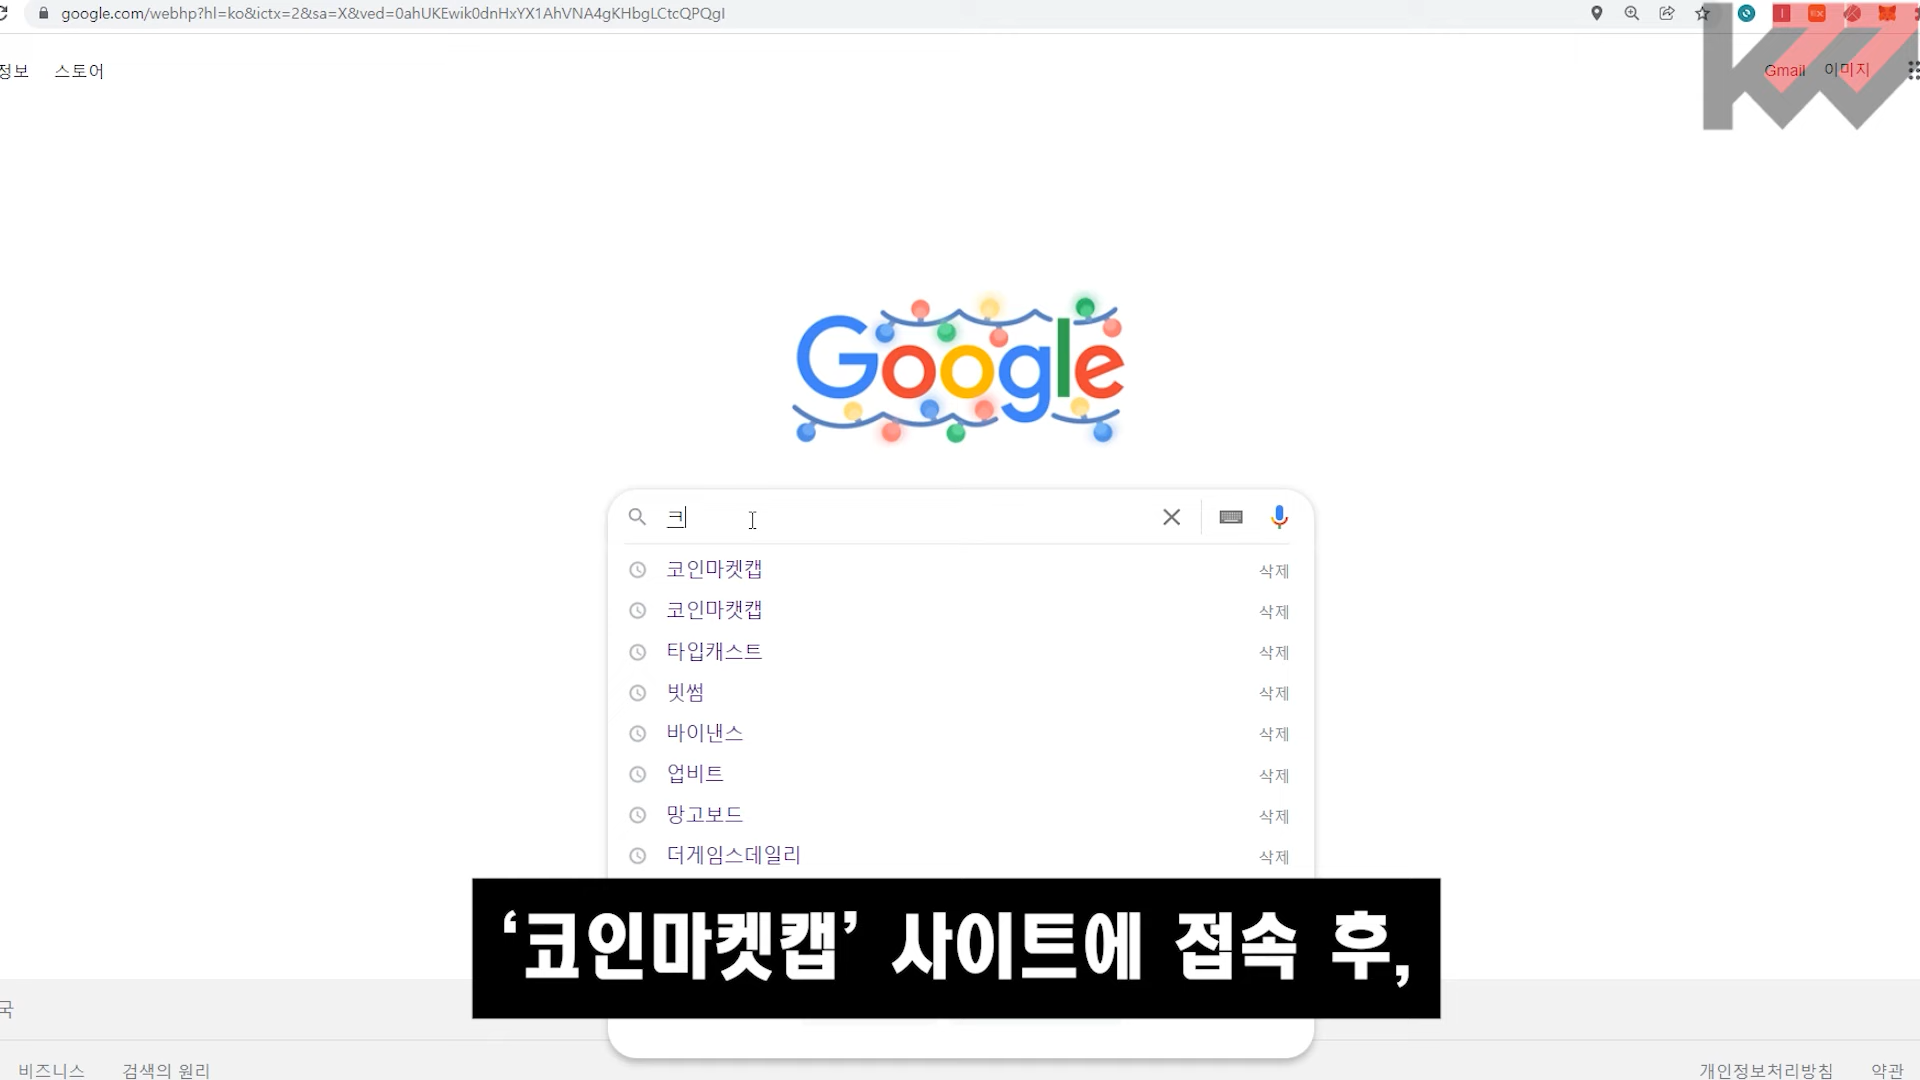 google.com/webhp?hl=ko&ictx=2&sa=X&ved=0ahUKEwik0dnHxYX1AhVNA4gKHbgLCtcQPQgI
정보 스토어
Gmail 이미지
Google
ㅋ
코인마켓캡 삭제
코인마캣캡 삭제
타입캐스트 삭제
빗썸 삭제
바이낸스 삭제
업비트 삭제
망고보드 삭제
더게임스데일리 삭제
‘코인마켓캡’ 사이트에 접속 후,
국
비즈니스 검색의 원리
개인정보처리방침 약관